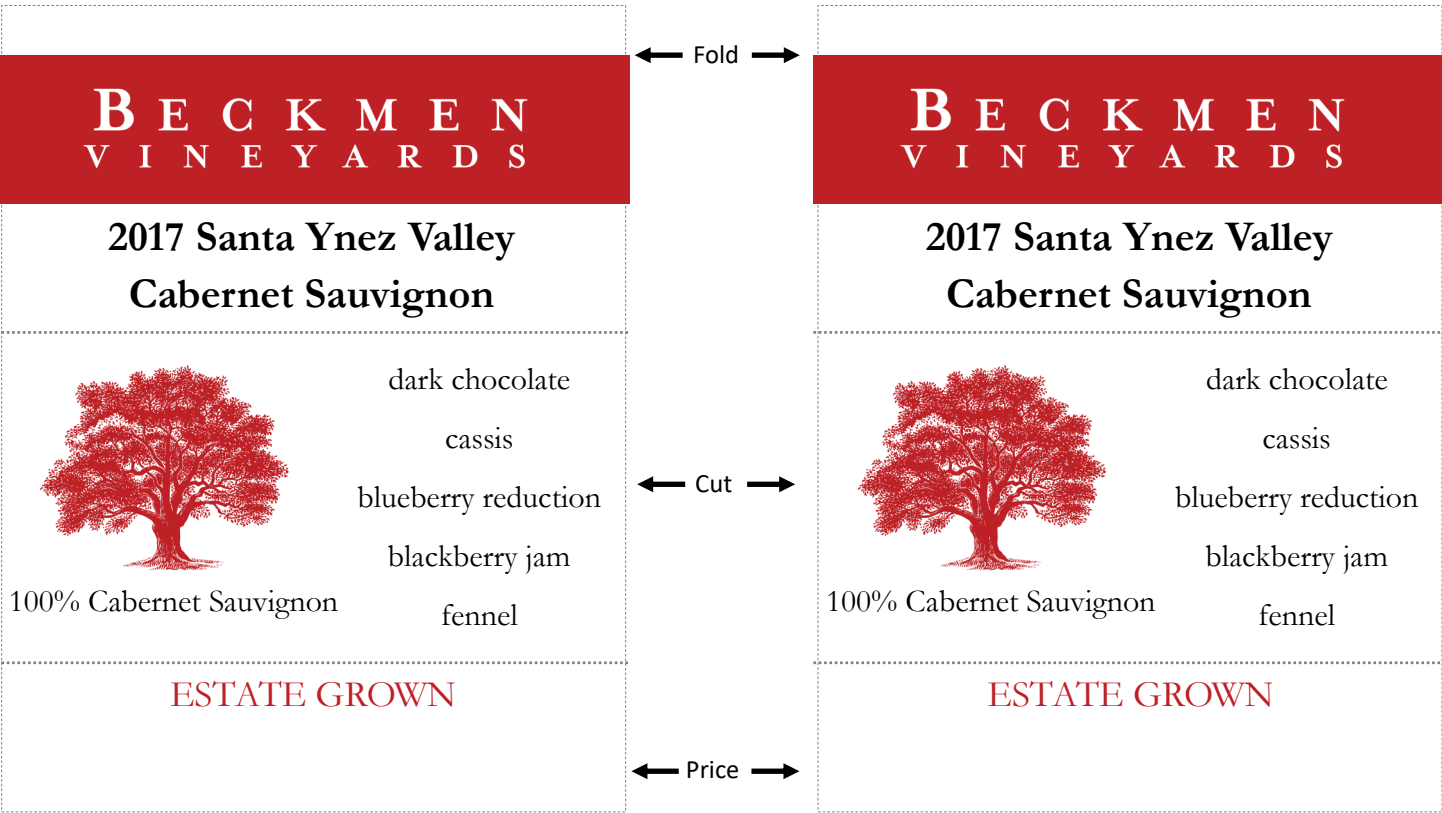 BECKMEN
VINEYARDS
2017 Santa Ynez Valley
Cabernet Sauvignon
dark chocolate
cassis
blueberry reduction
blackberry jam
fennel
100% Cabernet Sauvignon
ESTATE GROWN
Fold
Cut
Price
BECKMEN
VINEYARDS
2017 Santa Ynez Valley
Cabernet Sauvignon
dark chocolate
cassis
blueberry reduction
blackberry jam
fennel
100% Cabernet Sauvignon
ESTATE GROWN